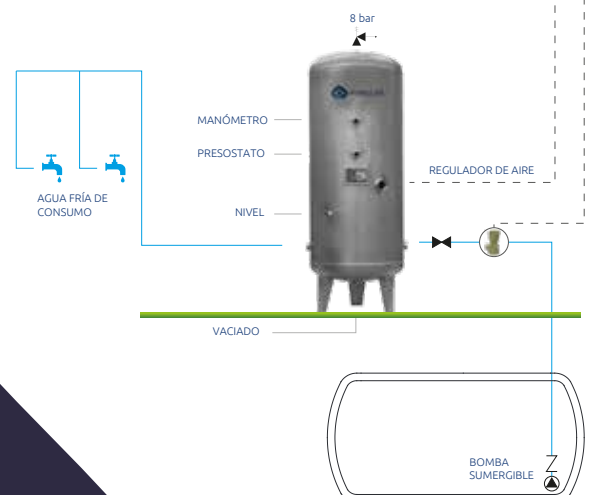 8 bar
MANÓMETRO
PRESOSTATO
REGULADOR DE AIRE
AGUA FRÍA DE
CONSUMO
NIVEL
VACIADO
BOMBA
SUMERGIBLE